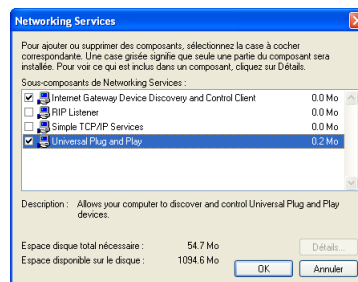 Networking Services
Pour ajouter ou supprimer des composants, sélectionnez la case à cocher
correspondante. Une case grisée signifie que seule une partie du composant sera
installée. Pour voir ce qui est inclus dans un composant, cliquez sur Détails.
Sous-composants de Networking Services :
Internet Gateway Device Discovery and Control Client 0.0 Mo
RIP Listener 0.0 Mo
Simple TCP/IP Services 0.0 Mo
Universal Plug and Play 0.2 Mo
Description : Allows your computer to discover and control Universal Plug and Play
devices.
Espace disque total nécessaire : 54.7 Mo
Espace disponible sur le disque : 1094.6 Mo
Détails...
OK Annuler